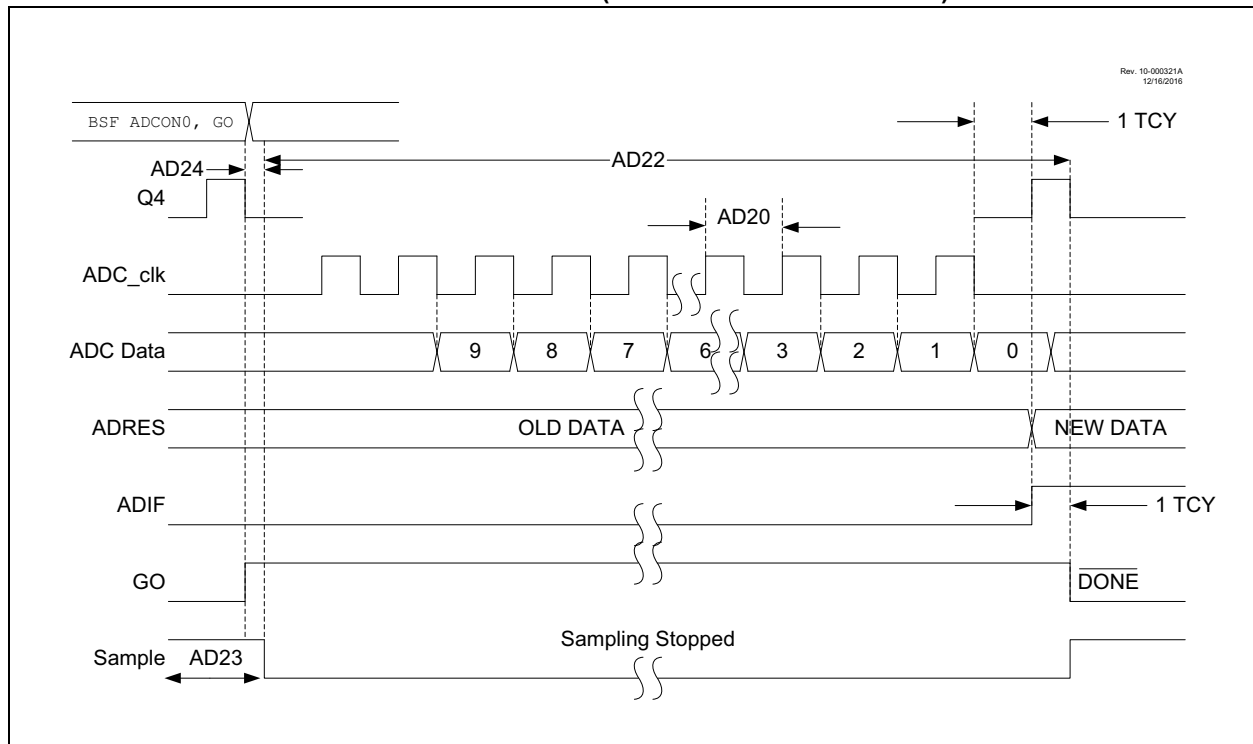 Rev. 10-000321A
12/16/2016
BSF ADCON0, GO
1 TCY
AD24
AD22
Q4
AD20
ADC_clk
ADC Data 9 8 7 6 3 2 1 0
ADRES OLD DATA NEW DATA
ADIF 1 TCY
GO DONE
Sampling Stopped
Sample AD23